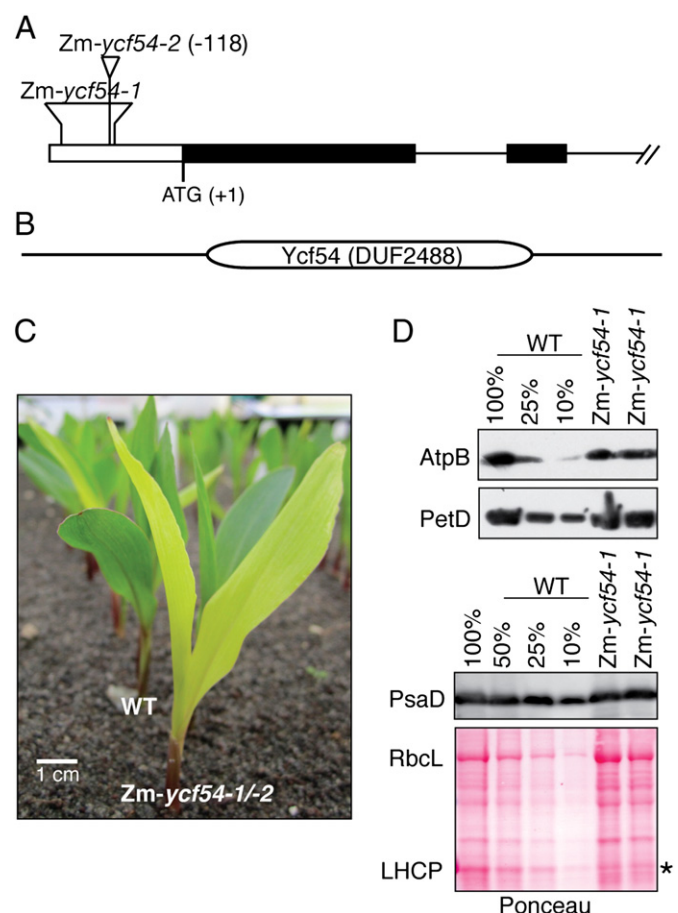 A
Zm-ycf54-2 (-118)
Zm-ycf54-1
ATG (+1)
B
Ycf54 (DUF2488)
C
WT
1 cm
Zm-ycf54-1/-2
D
WT
100%
25%
10%
Zm-ycf54-1
Zm-ycf54-1
AtpB
PetD
WT
100%
50%
25%
10%
Zm-ycf54-1
Zm-ycf54-1
PsaD
RbcL
LHCP *
Ponceau